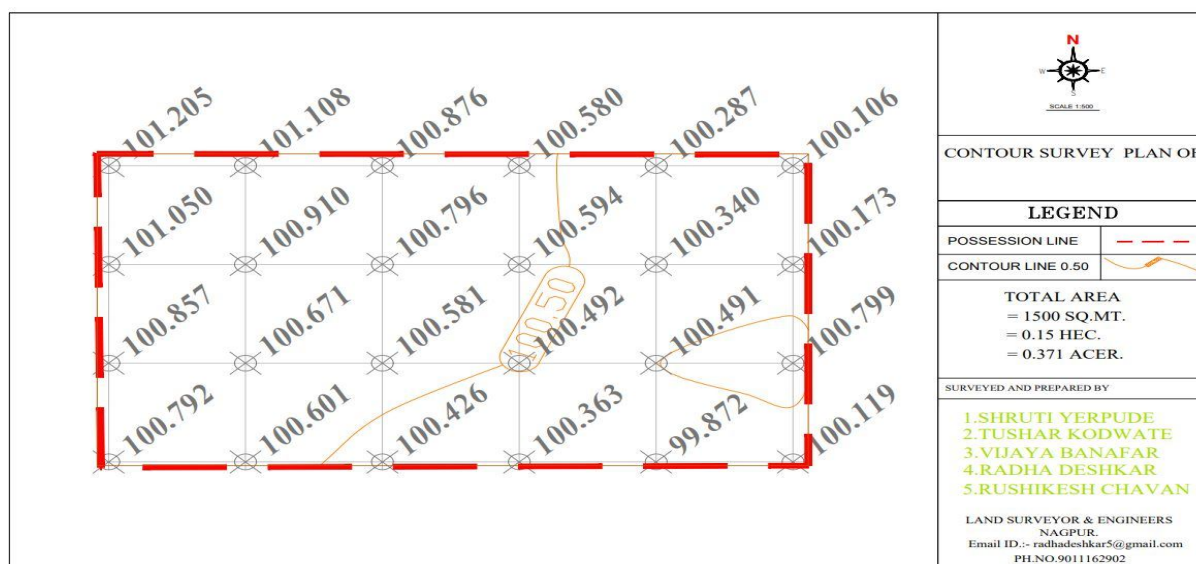 101.205 101.108 100.876 100.580 100.287 100.106
101.050 100.910 100.796 100.594 100.340 100.173
100.50
100.857 100.671 100.581 100.492 100.491 100.799
100.792 100.601 100.426 100.363 99.872 100.119
N
W E
S
SCALE 1:500
CONTOUR SURVEY PLAN OF
LEGEND
POSSESSION LINE
CONTOUR LINE 0.50
TOTAL AREA
= 1500 SQ.MT.
= 0.15 HEC.
= 0.371 ACER.
SURVEYED AND PREPARED BY
1.SHRUTI YERPUDE
2.TUSHAR KODWATE
3.VIJAYA BANAFAR
4.RADHA DESHKAR
5.RUSHIKESH CHAVAN
LAND SURVEYOR & ENGINEERS
NAGPUR.
Email ID.:- radhadeshkar5@gmail.com
PH.NO.9011162902